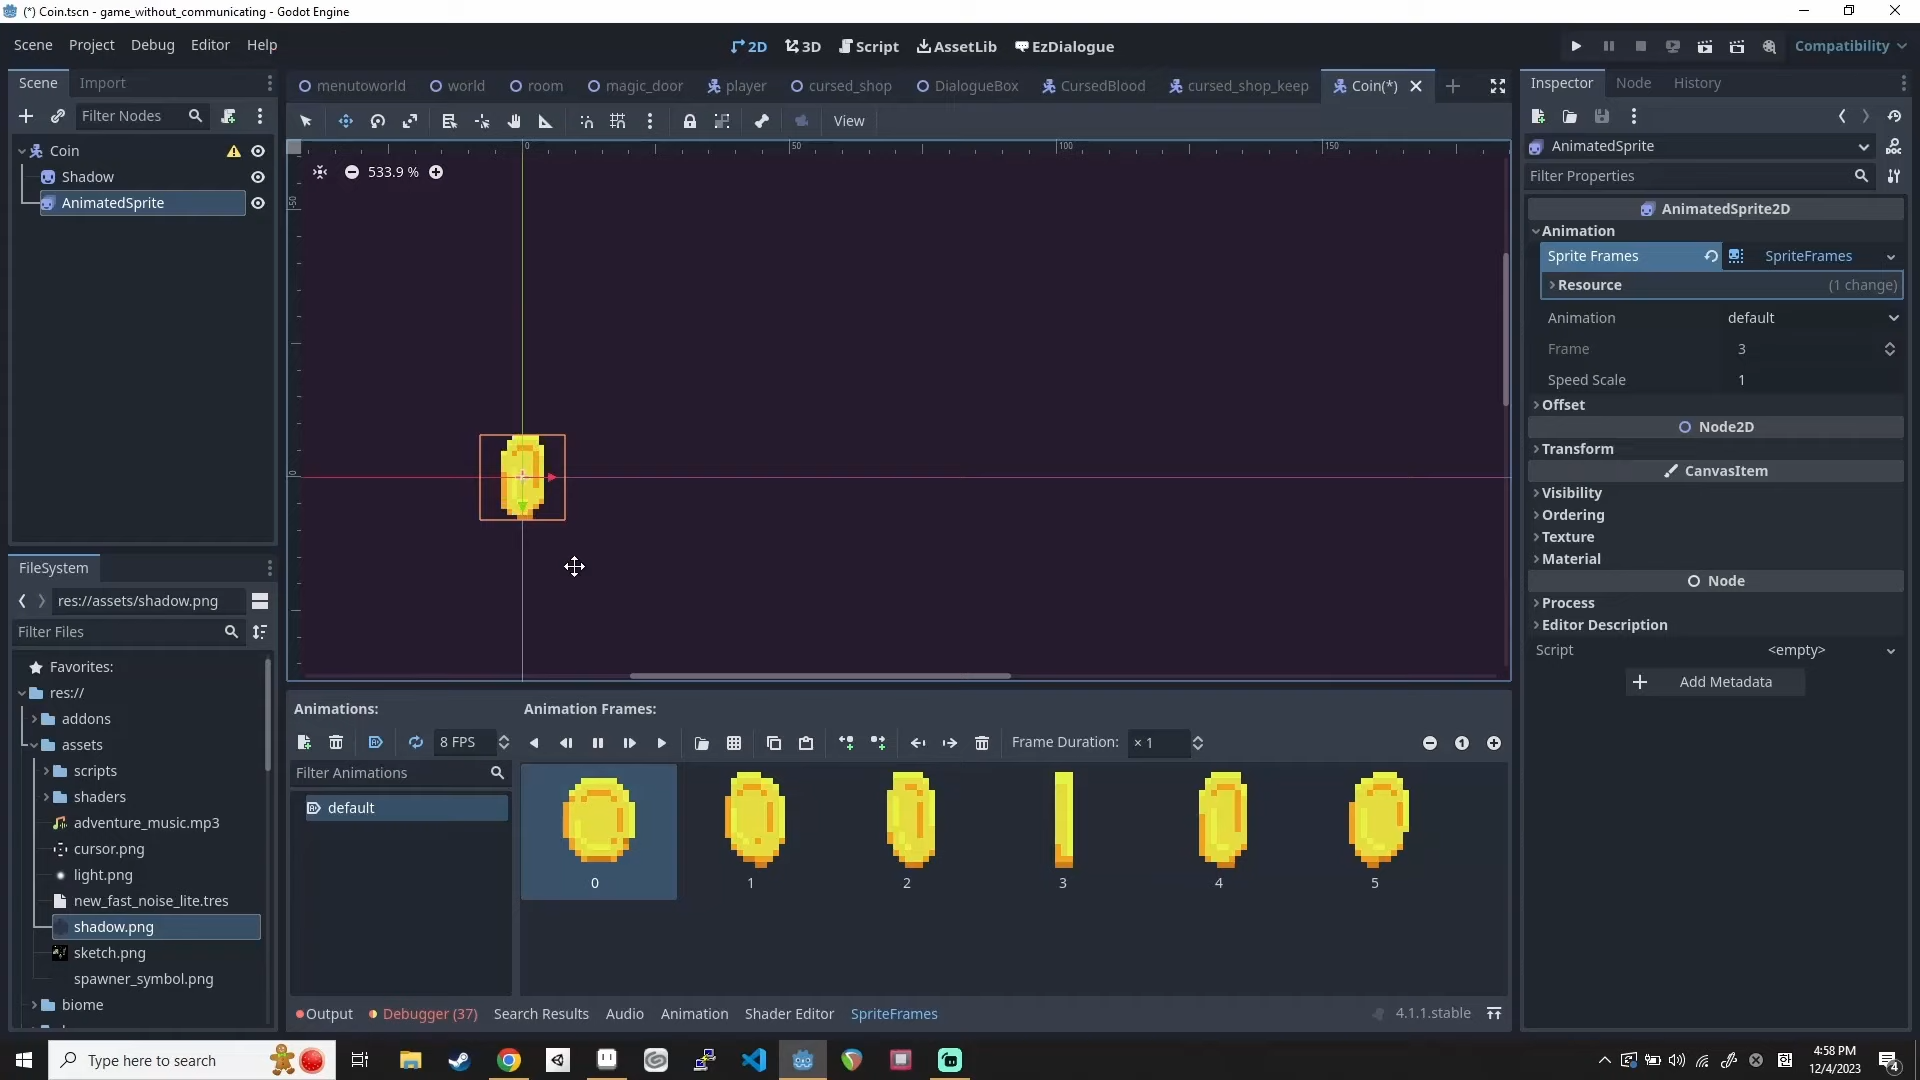 (*) Coin.tscn - game_without_communicating - Godot Engine
Scene Project Debug Editor Help
2D 3D Script AssetLib EzDialogue
Compatibility
Scene Import
menutoworld world room magic_door player cursed_shop DialogueBox CursedBlood cursed_shop_keep Coin(*)
Inspector Node History
Filter Nodes
View
AnimatedSprite
Filter Properties
Coin
Shadow
AnimatedSprite
0 50 100 150
-50
0
533.9 %
AnimatedSprite2D
Animation
Sprite Frames SpriteFrames
Resource (1 change)
Animation default
Frame 3
Speed Scale 1
Offset
Node2D
Transform
CanvasItem
Visibility
Ordering
Texture
Material
Node
Process
Editor Description
Script <empty>
Add Metadata
FileSystem
res://assets/shadow.png
Filter Files
Favorites:
res://
addons
assets
scripts
shaders
adventure_music.mp3
cursor.png
light.png
new_fast_noise_lite.tres
shadow.png
sketch.png
spawner_symbol.png
biome
Animations:
8 FPS
Filter Animations
default
Animation Frames:
Frame Duration: × 1
0 1 2 3 4 5
Output Debugger (37) Search Results Audio Animation Shader Editor SpriteFrames
4.1.1.stable
Type here to search
4:58 PM
12/4/2023
4